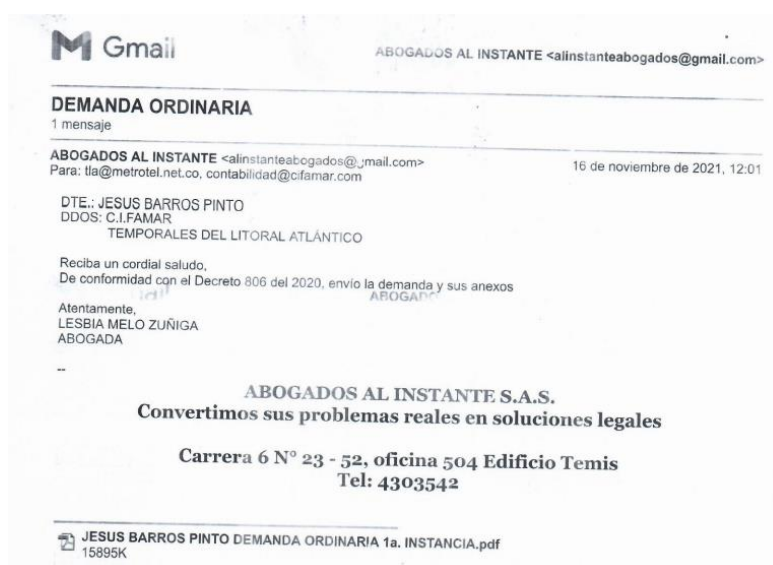 Gmail
ABOGADOS AL INSTANTE <alinstanteabogados@gmail.com>
DEMANDA ORDINARIA
1 mensaje
ABOGADOS AL INSTANTE <alinstanteabogados@gmail.com>
16 de noviembre de 2021, 12:01
Para: tla@metrotel.net.co, contabilidad@cifamar.com
DTE.: JESUS BARROS PINTO
DDOS: C.I.FAMAR
TEMPORALES DEL LITORAL ATLÁNTICO
Reciba un cordial saludo,
De conformidad con el Decreto 806 del 2020, envío la demanda y sus anexos
Atentamente,
LESBIA MELO ZUÑIGA
ABOGADA
--
ABOGADOS AL INSTANTE S.A.S.
Convertimos sus problemas reales en soluciones legales
Carrera 6 N° 23 - 52, oficina 504 Edificio Temis
Tel: 4303542
JESUS BARROS PINTO DEMANDA ORDINARIA 1a. INSTANCIA.pdf
15895K